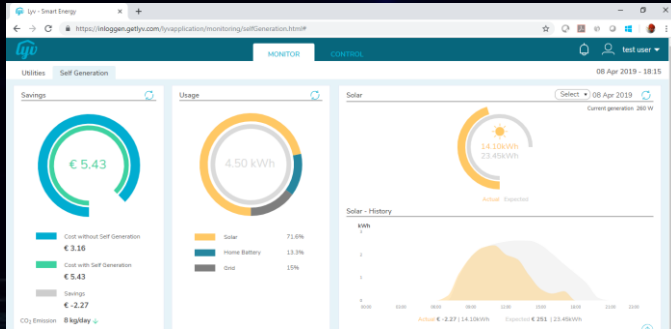 Lyv - Smart Energy
https://inloggen.getlyv.com/lyvapplication/monitoring/selfGeneration.html#
lyv
MONITOR
CONTROL
test user
Utilities
Self Generation
08 Apr 2019 - 18:15
Savings
€ 5.43
Cost without Self Generation
€ 3.16
Cost with Self Generation
€ 5.43
Savings
€ -2.27
CO2 Emission 8 kg/day
Usage
4.50 kWh
Solar 71.6%
Home Battery 13.3%
Grid 15%
Solar
Select
08 Apr 2019
Current generation 260 W
14.10kWh
23.45kWh
Actual Expected
Solar - History
kWh
Actual € -2.27 | 14.10kWh
Expected € 251 | 23.45kWh